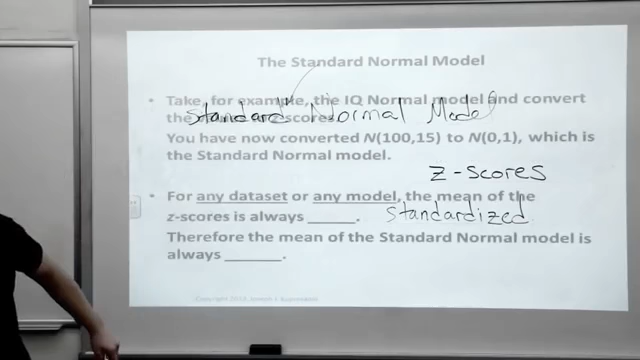 The Standard Normal Model
• Take, for example, the IQ Normal model and convert
"standard" Normal Model
the scores.
You have now converted N(100,15) to N(0,1), which is
the Standard Normal model.
z-scores
• For any dataset or any model, the mean of the
z-scores is always _____.
standardized
Therefore the mean of the Standard Normal model is
always _______.